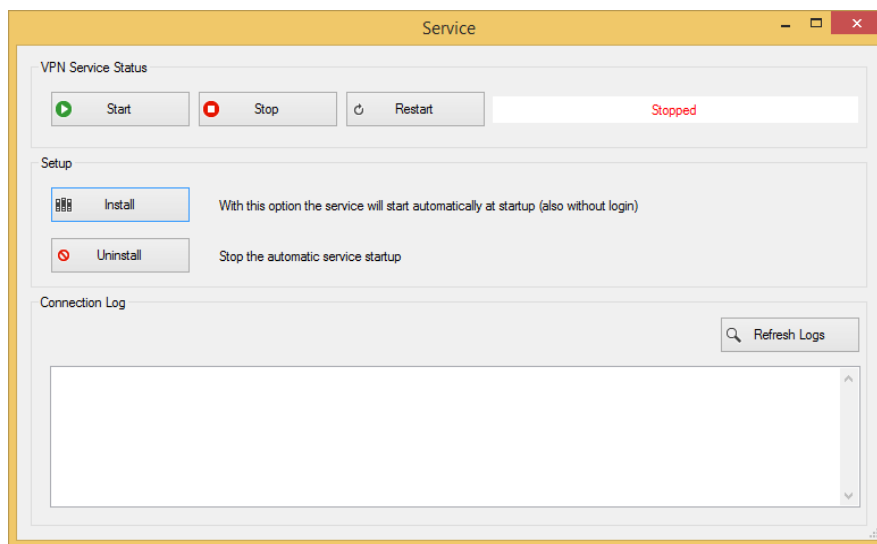 Service
VPN Service Status
Start
Stop
Restart
Stopped
Setup
Install
With this option the service will start automatically at startup (also without login)
Uninstall
Stop the automatic service startup
Connection Log
Refresh Logs